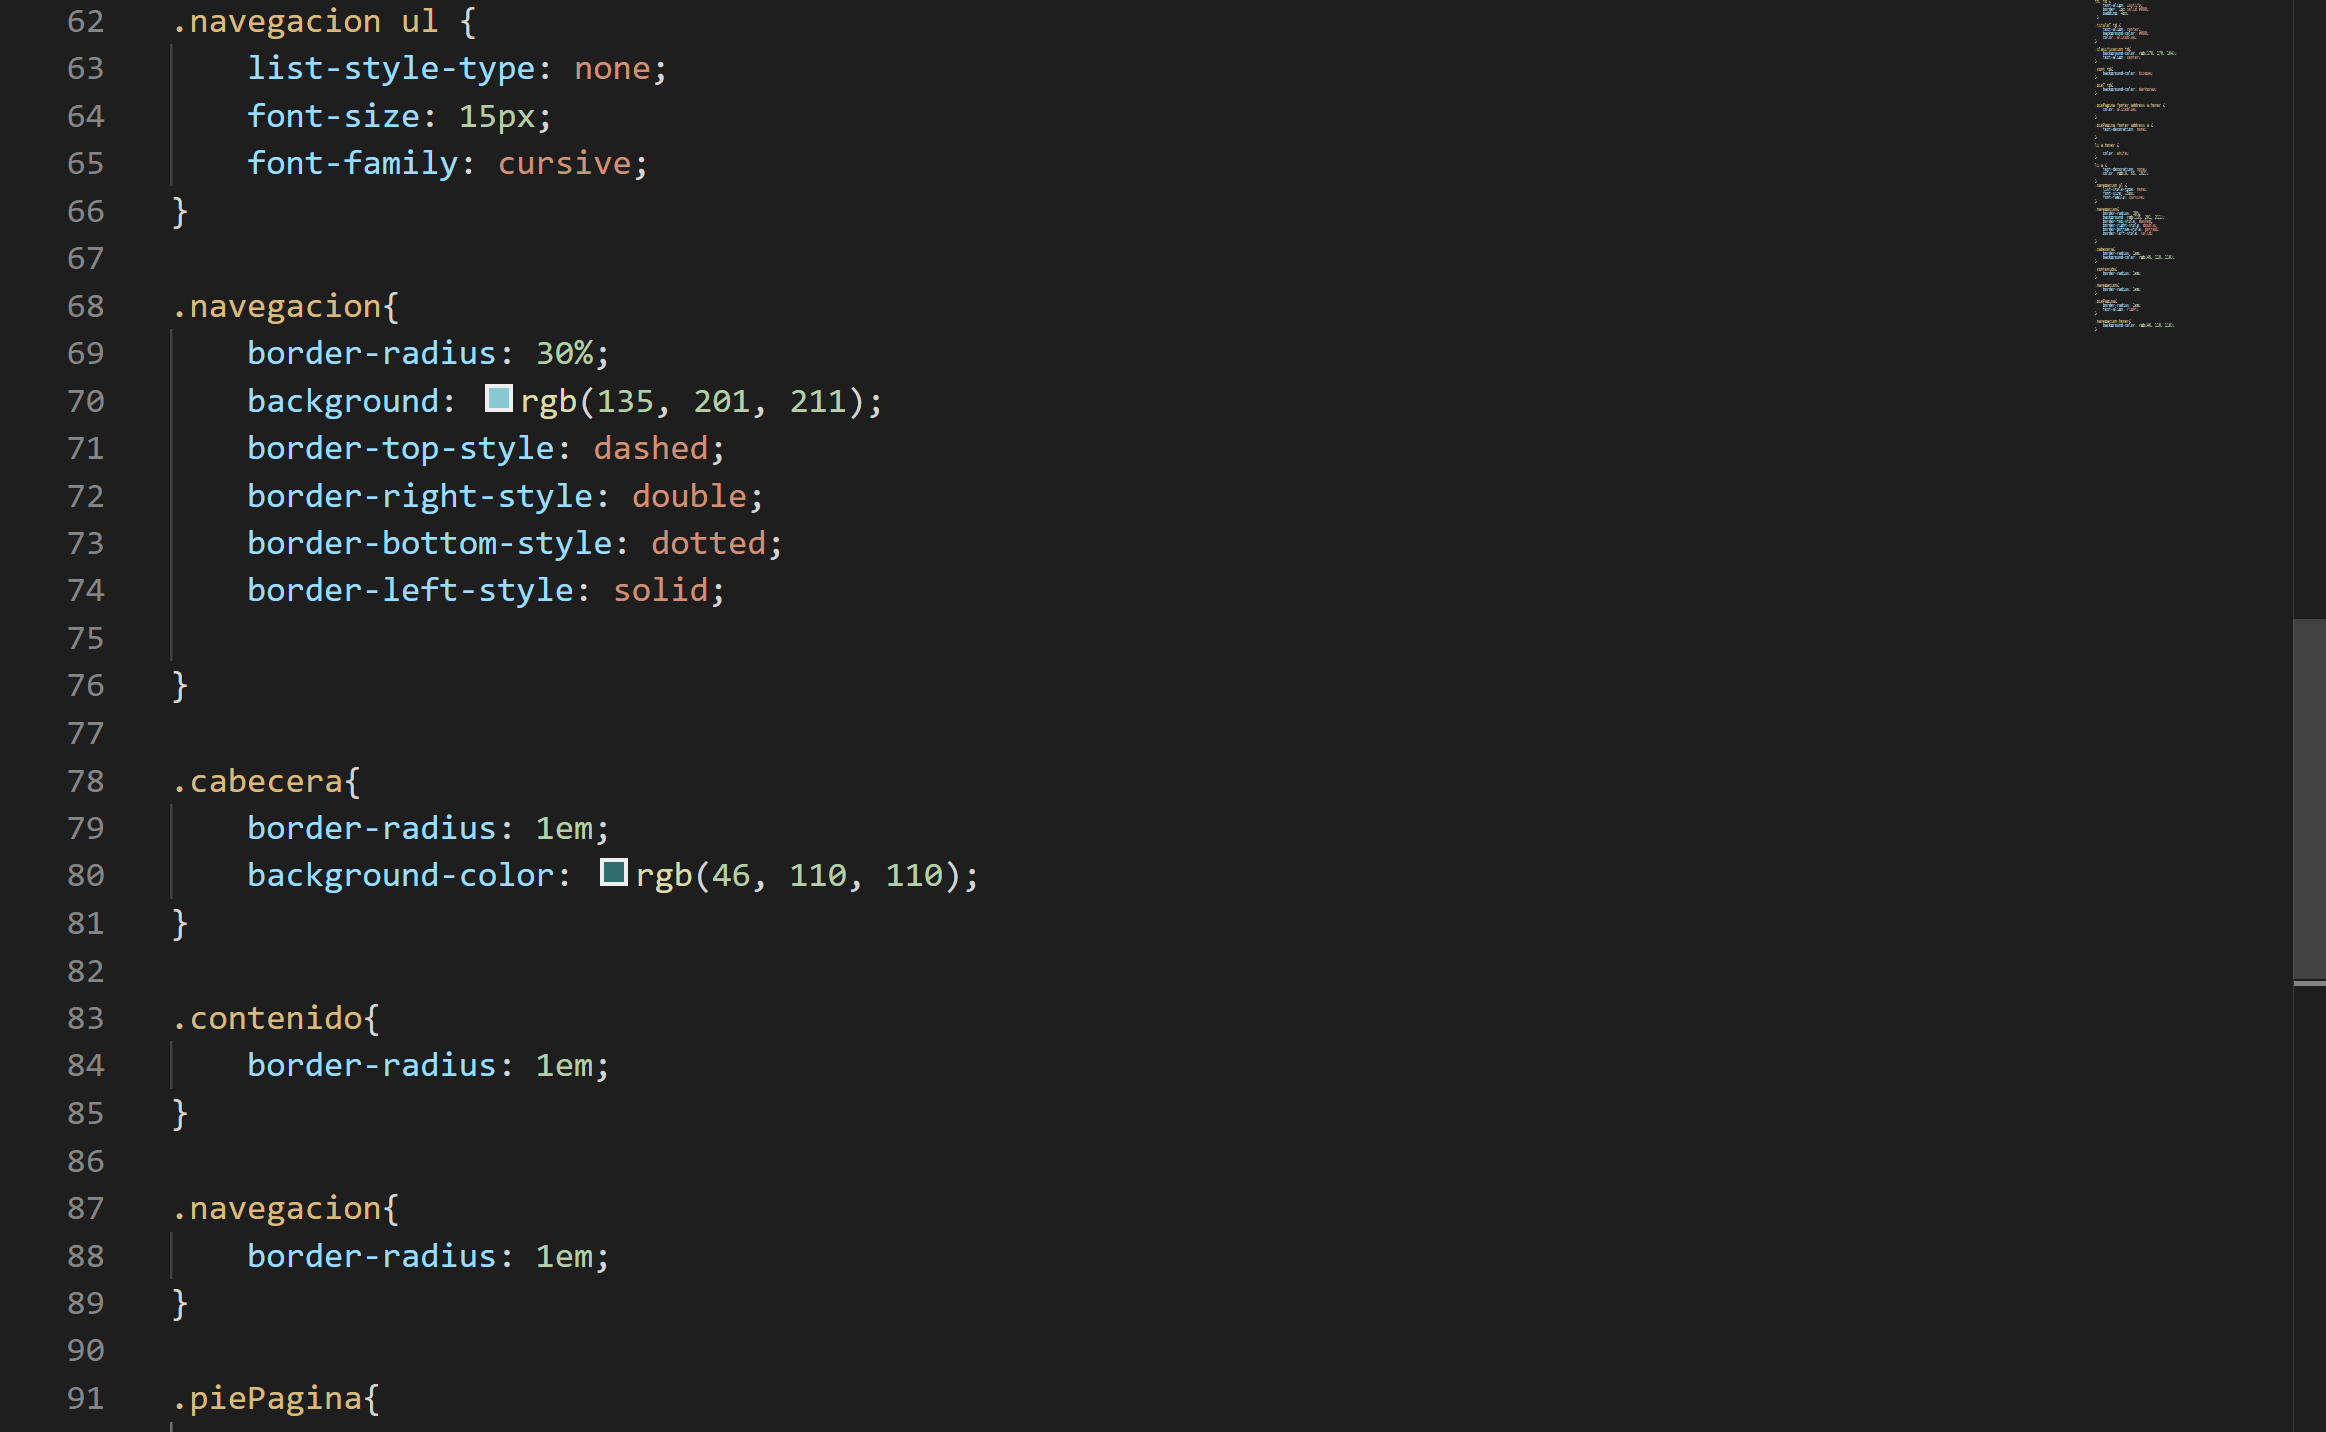 62 .navegacion ul {
63 list-style-type: none;
64 font-size: 15px;
65 font-family: cursive;
66 }
67
68 .navegacion{
69 border-radius: 30%;
70 background: rgb(135, 201, 211);
71 border-top-style: dashed;
72 border-right-style: double;
73 border-bottom-style: dotted;
74 border-left-style: solid;
75
76 }
77
78 .cabecera{
79 border-radius: 1em;
80 background-color: rgb(46, 110, 110);
81 }
82
83 .contenido{
84 border-radius: 1em;
85 }
86
87 .navegacion{
88 border-radius: 1em;
89 }
90
91 .piePagina{